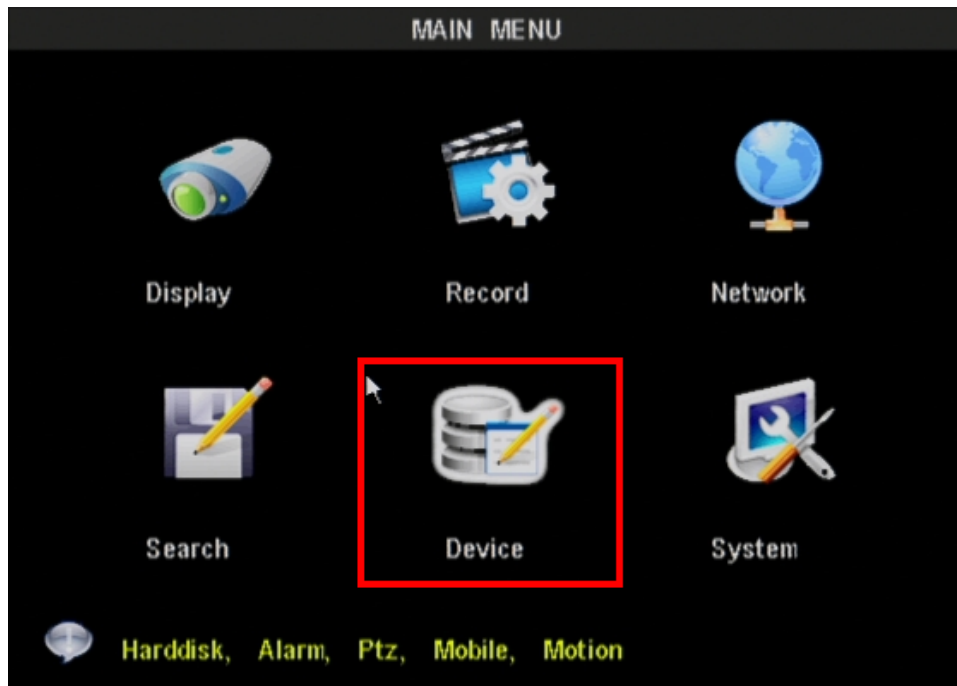 MAIN MENU
Display Record Network
Search Device System
Harddisk, Alarm, Ptz, Mobile, Motion